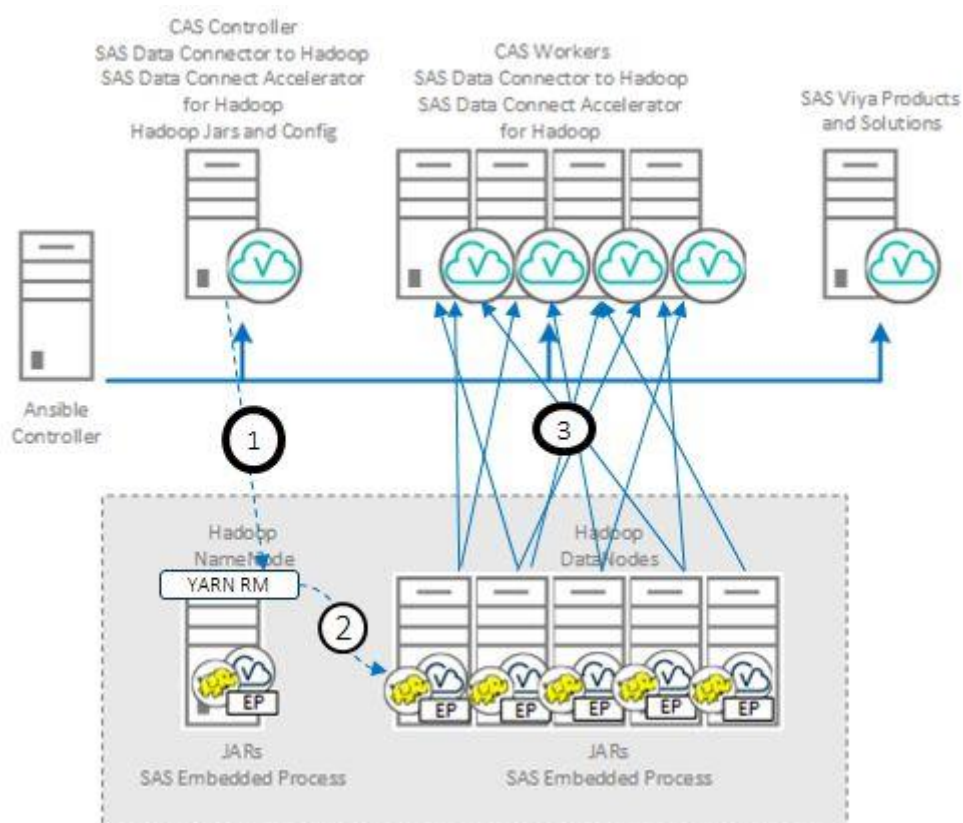 CAS Controller
SAS Data Connector to Hadoop
SAS Data Connect Accelerator
for Hadoop
Hadoop Jars and Config
CAS Workers
SAS Data Connector to Hadoop
SAS Data Connect Accelerator
for Hadoop
SAS Viya Products
and Solutions
Ansible
Controller
1
3
Hadoop
NameNode
YARN RM
2
Hadoop
DataNodes
EP
EP
EP
EP
EP
EP
JARs
SAS Embedded Process
JARs
SAS Embedded Process